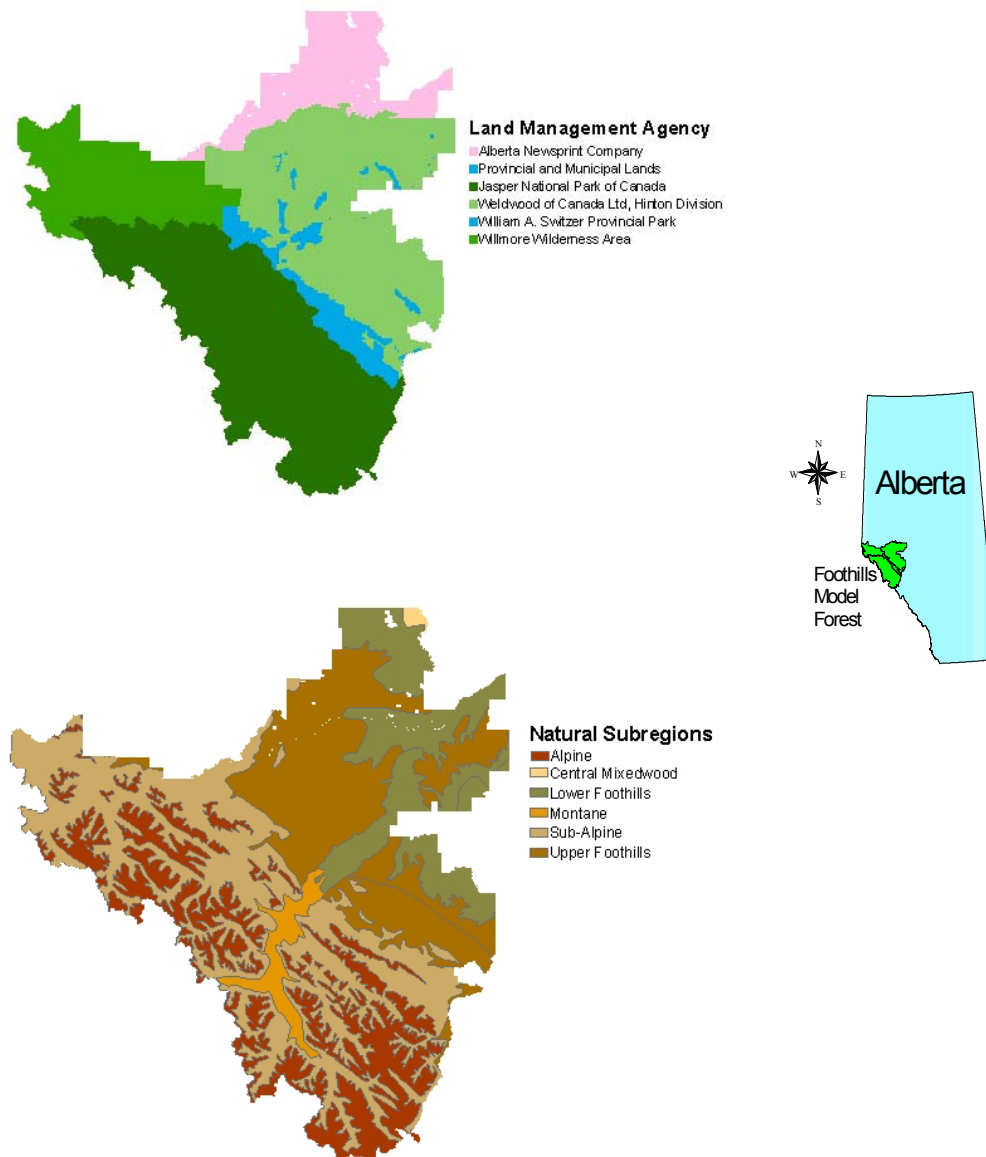 Land Management Agency
Alberta Newsprint Company
Provincial and Municipal Lands
Jasper National Park of Canada
Weldwood of Canada Ltd, Hinton Division
William A. Switzer Provincial Park
Willmore Wilderness Area
N
W E
S
Alberta
Foothills
Model
Forest
Natural Subregions
Alpine
Central Mixedwood
Lower Foothills
Montane
Sub-Alpine
Upper Foothills